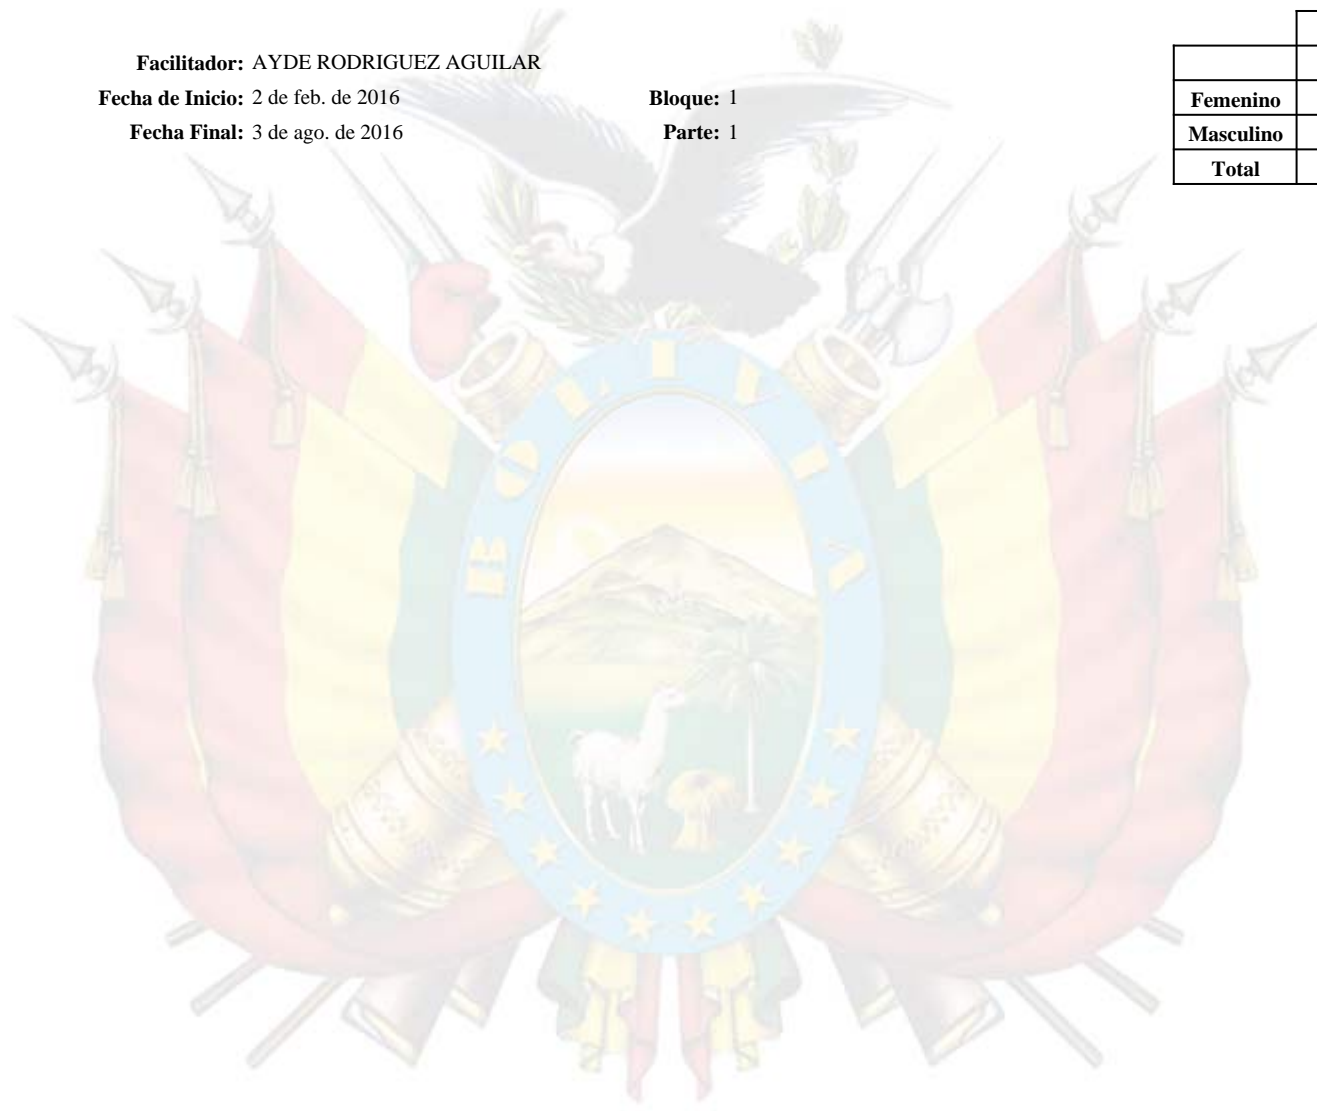 Facilitador: AYDE RODRIGUEZ AGUILAR
Fecha de Inicio: 2 de feb. de 2016 Bloque: 1
Fecha Final: 3 de ago. de 2016 Parte: 1
Femenino
Masculino
Total
BOLIVIA